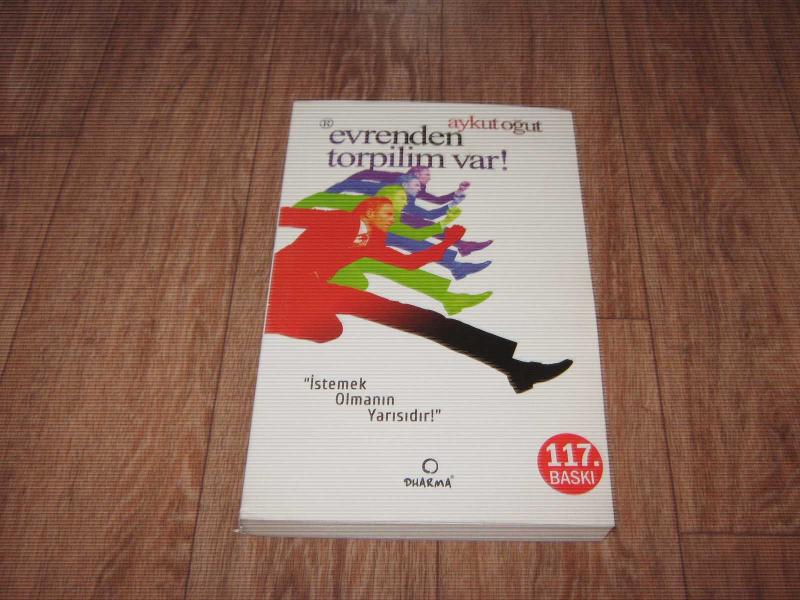 aykut oğut
®
evrenden
torpilim var!
"İstemek
Olmanın
Yarısıdır!"
117.
BASKI
DHARMA®